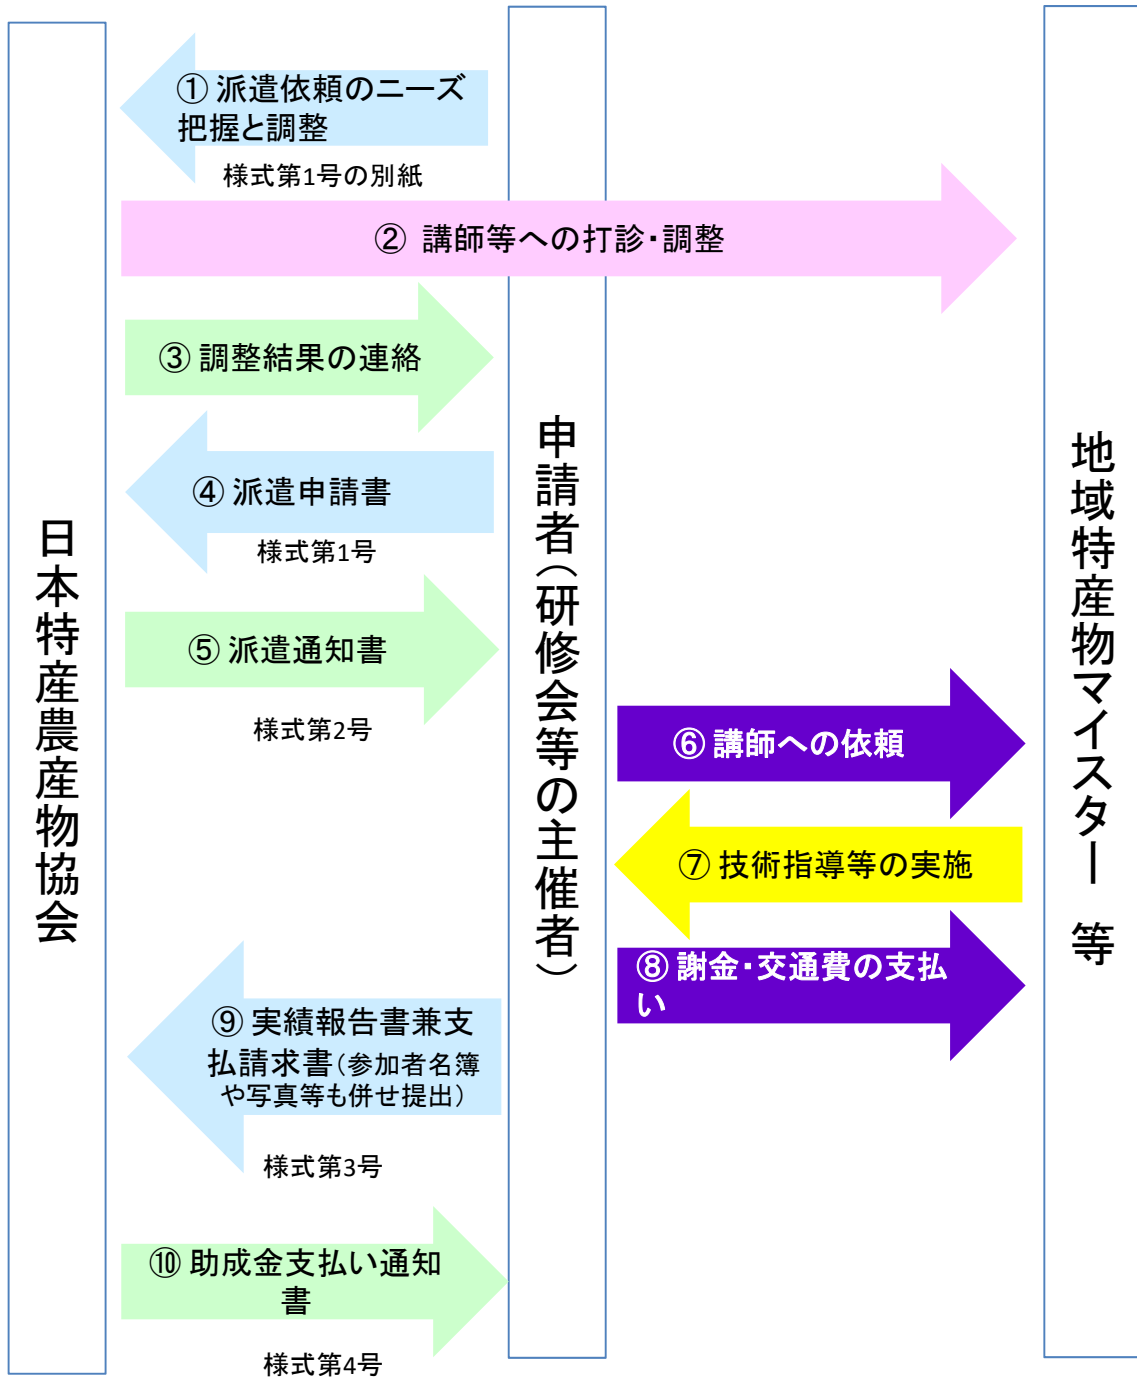 ① 派遣依頼のニーズ
把握と調整
様式第1号の別紙
② 講師等への打診・調整
③ 調整結果の連絡
④ 派遣申請書
様式第1号
⑤ 派遣通知書
様式第2号
⑥ 講師への依頼
⑦ 技術指導等の実施
⑧ 謝金・交通費の支払
い
⑨ 実績報告書兼支
払請求書（参加者名簿
や写真等も併せ提出）
様式第3号
⑩ 助成金支払い通知
書
様式第4号
日本特産農産物協会
申請者（研修会等の主催者）
地域特産物マイスター 等